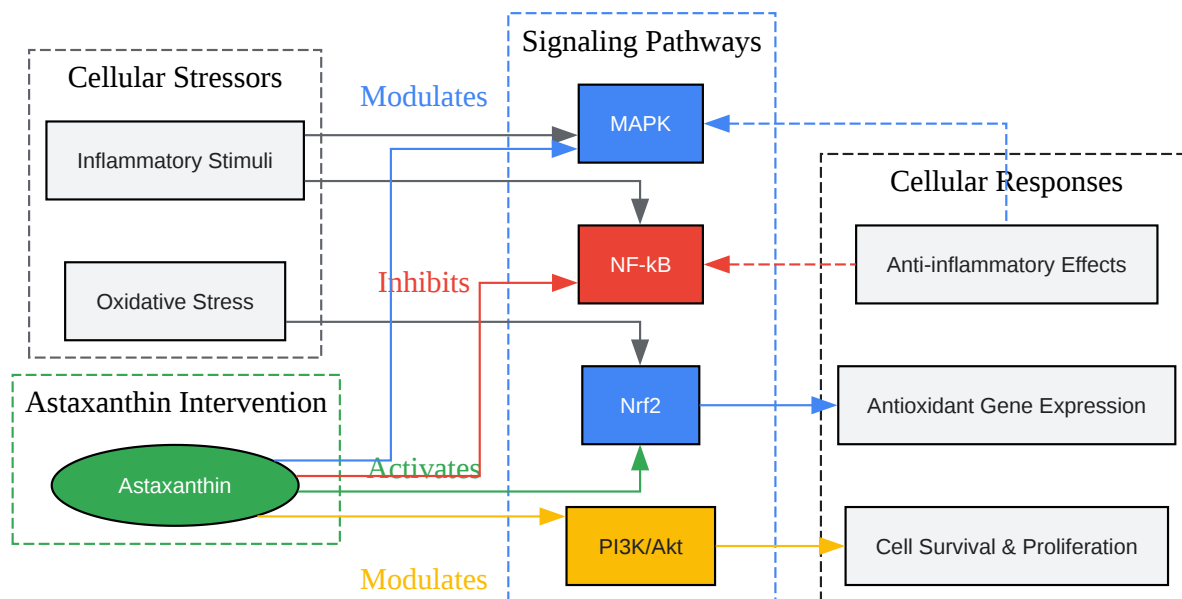 Signaling Pathways
Cellular Stressors
Modulates
MAPK
Inflammatory Stimuli
Cellular Responses
NF-kB
Anti-inflammatory Effects
Inhibits
Oxidative Stress
Astaxanthin Intervention
Nrf2
Antioxidant Gene Expression
Activates
Astaxanthin
PI3K/Akt
Cell Survival & Proliferation
Modulates